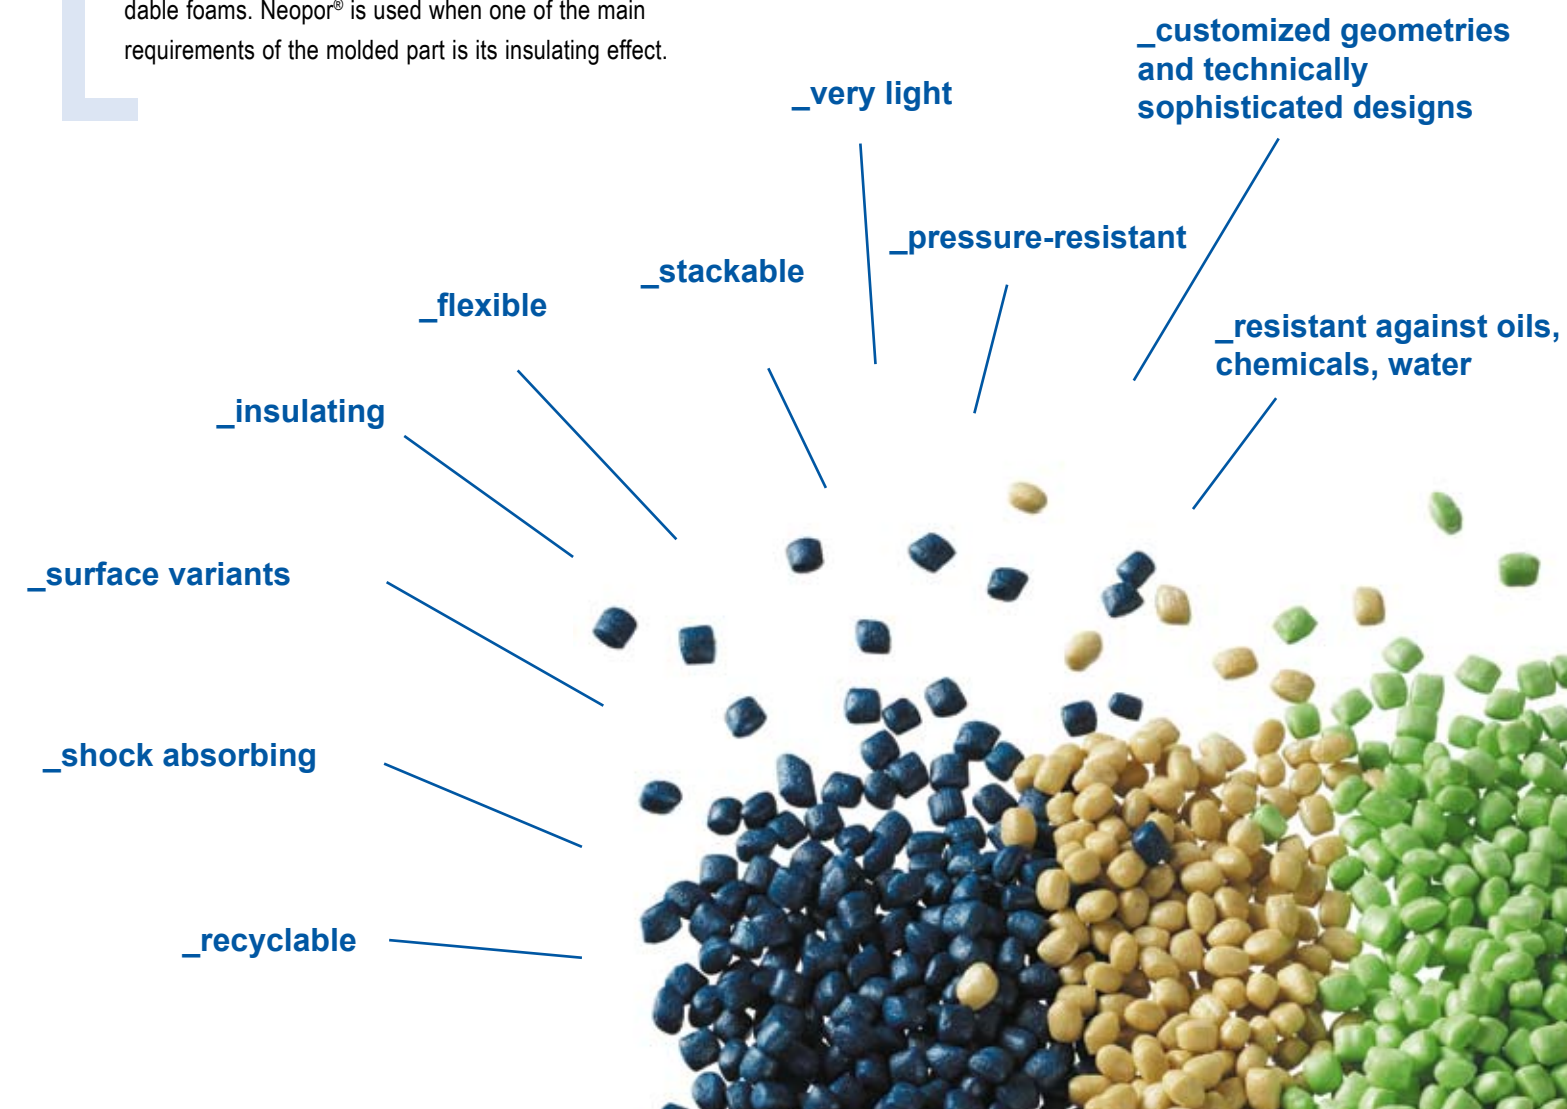 dable foams. Neopor® is used when one of the main
requirements of the molded part is its insulating effect.
_customized geometries
and technically
sophisticated designs
_very light
_pressure-resistant
_stackable
_flexible
_resistant against oils,
chemicals, water
_insulating
_surface variants
_shock absorbing
_recyclable